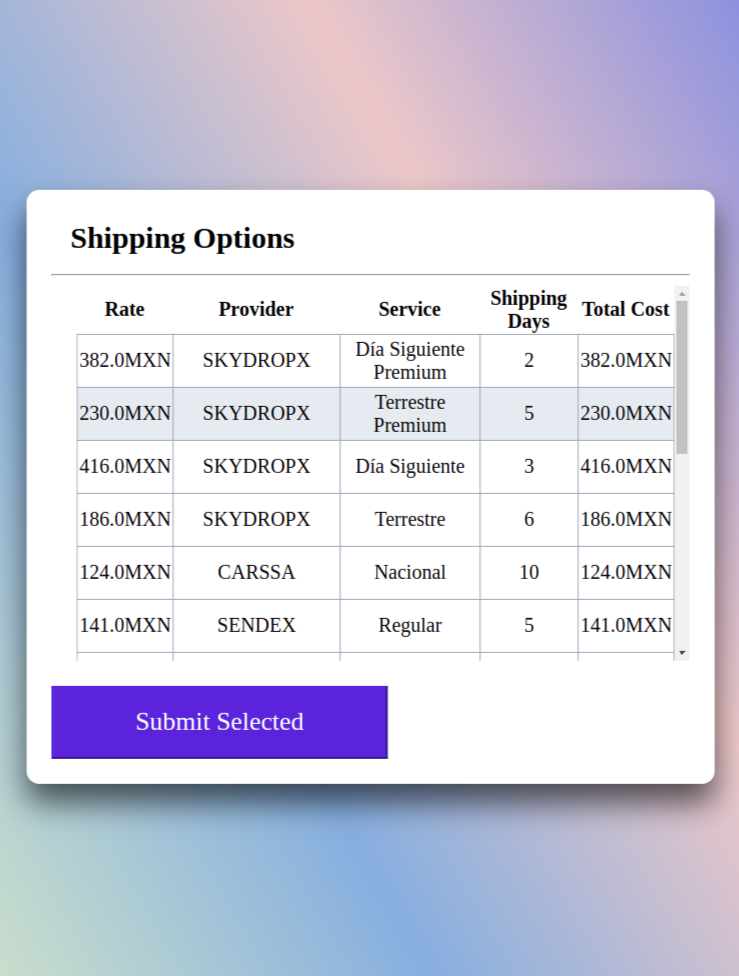 Shipping Options
Rate Provider Service Shipping Days Total Cost
382.0MXN SKYDROPX Día Siguiente Premium 2 382.0MXN
230.0MXN SKYDROPX Terrestre Premium 5 230.0MXN
416.0MXN SKYDROPX Día Siguiente 3 416.0MXN
186.0MXN SKYDROPX Terrestre 6 186.0MXN
124.0MXN CARSSA Nacional 10 124.0MXN
141.0MXN SENDEX Regular 5 141.0MXN
Submit Selected